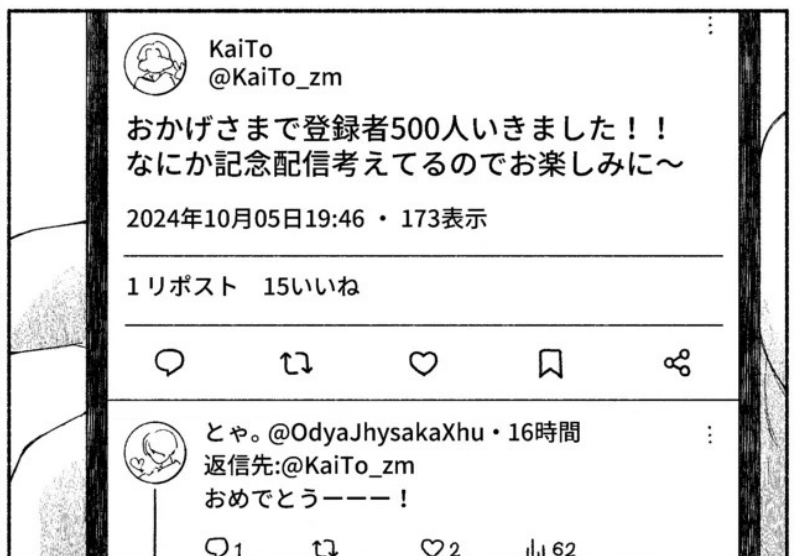 KaiTo
@KaiTo_zm
おかげさまで登録者500人いきました！！
なにか記念配信考えてるのでお楽しみに～
2024年10月05日19:46 ・ 173表示
1 リポスト 15いいね
とゃ。@OdyaJhysakaXhu・16時間
返信先:@KaiTo_zm
おめでとうーーー！
1 2 62